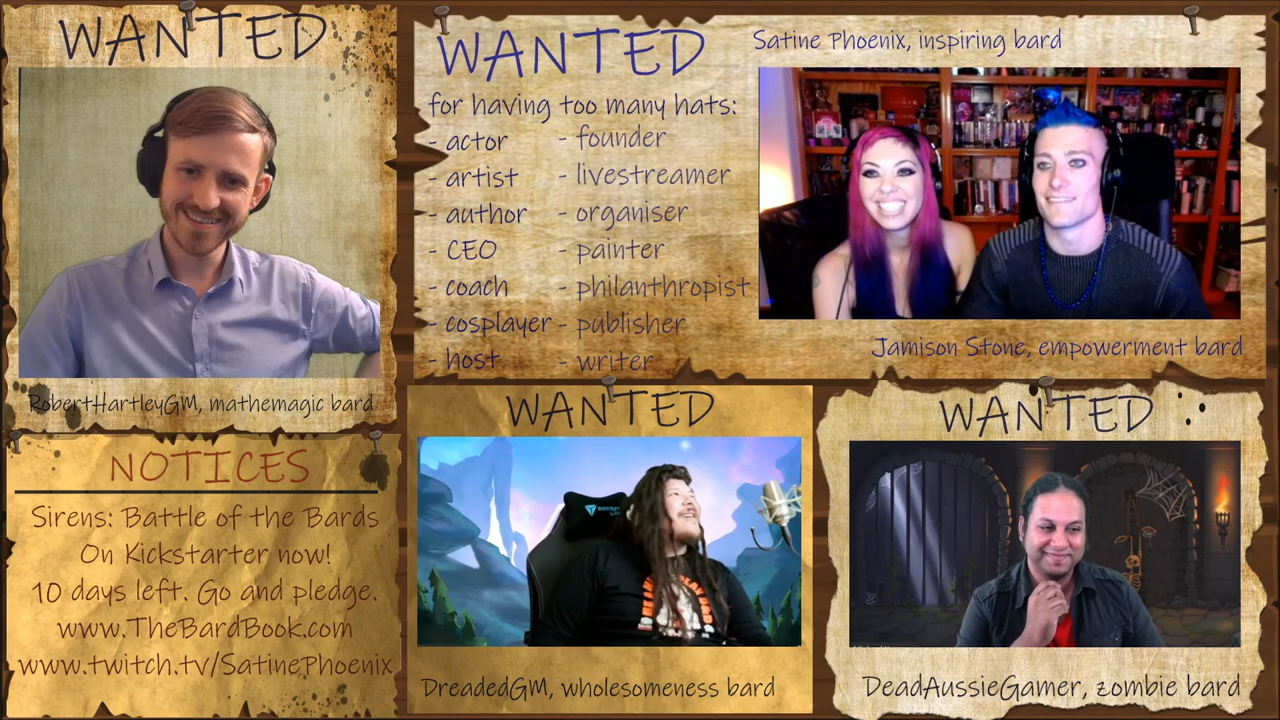 WANTED
RobertHartleyGM, mathemagic bard
NOTICES
Sirens: Battle of the Bards
On Kickstarter now!
10 days left. Go and pledge.
www.TheBardBook.com
www.twitch.tv/SatinePhoenix
WANTED
for having too many hats:
- actor
- artist
- author
- CEO
- coach
- cosplayer
- host
- founder
- livestreamer
- organiser
- painter
- philanthropist
- publisher
- writer
Satine Phoenix, inspiring bard
Jamison Stone, empowerment bard
WANTED
DreadedGM, wholesomeness bard
WANTED :
DeadAussieGamer, zombie bard